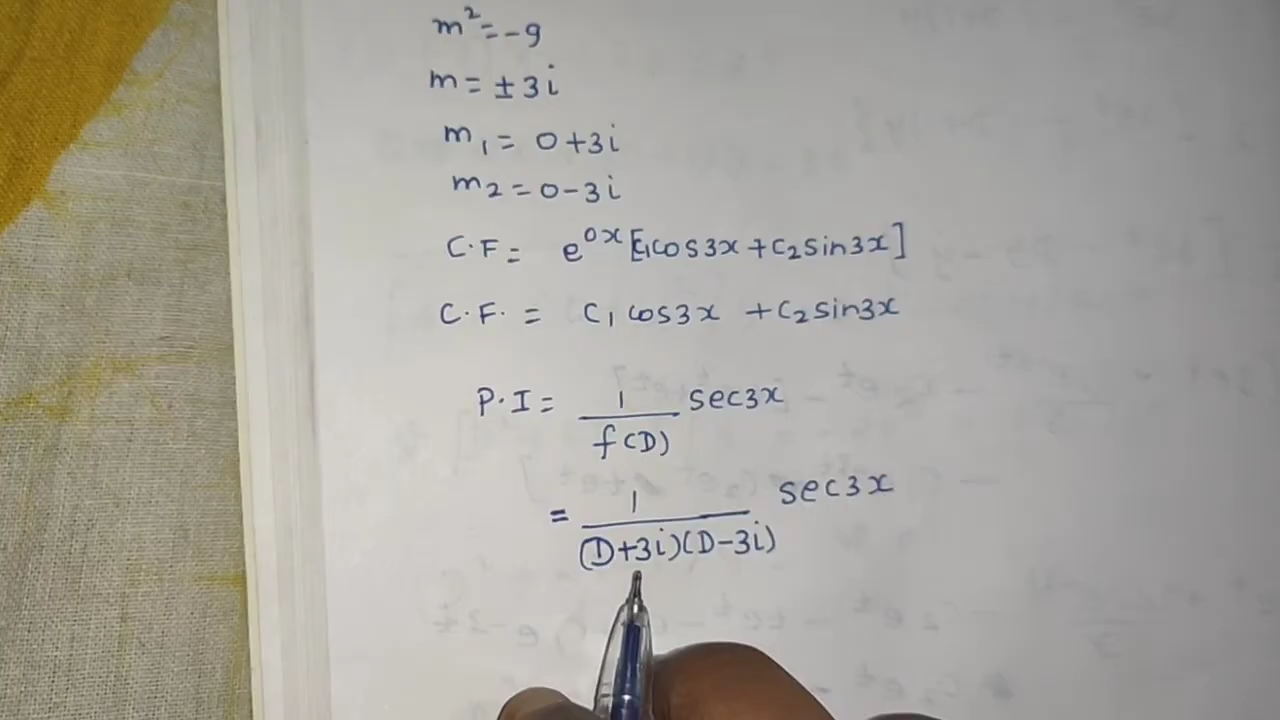 m²=-9
m=±3i
m₁=0+3i
m₂=0-3i
C.F= e^{0x}[C₁cos3x+C₂sin3x]
C.F. = C₁cos3x +C₂sin3x
P.I= 1/f(D) sec3x
= 1/(D+3i)(D-3i) sec3x